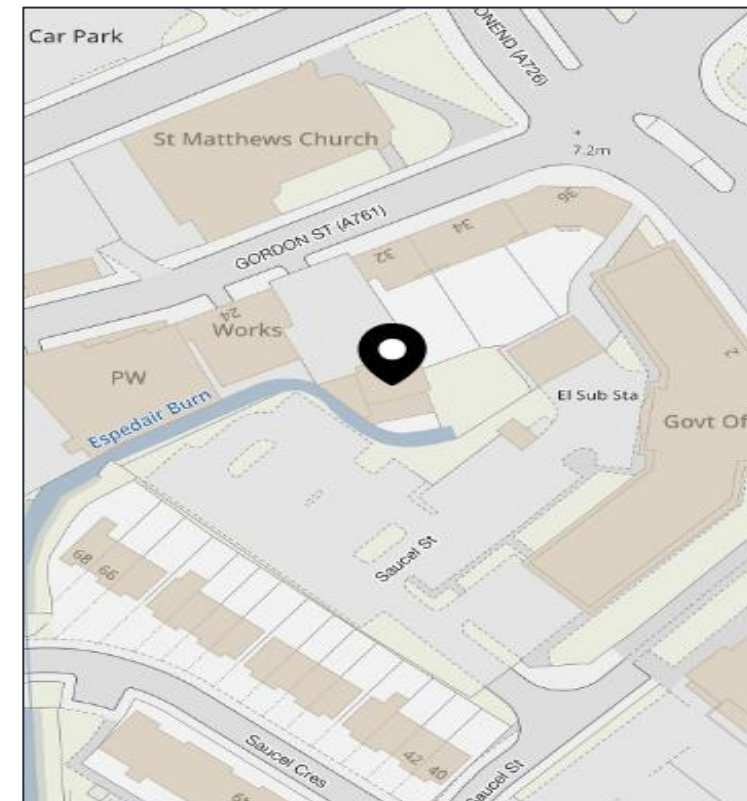 Car Park
ONEND (A726)
St Matthews Church
7.2m
36
34
32
GORDON ST (A761)
24
Works
PW
Espedair Burn
El Sub Sta
2
Govt Of
Saucel St
68 66
Saucel Cres
42 40
Saucel St